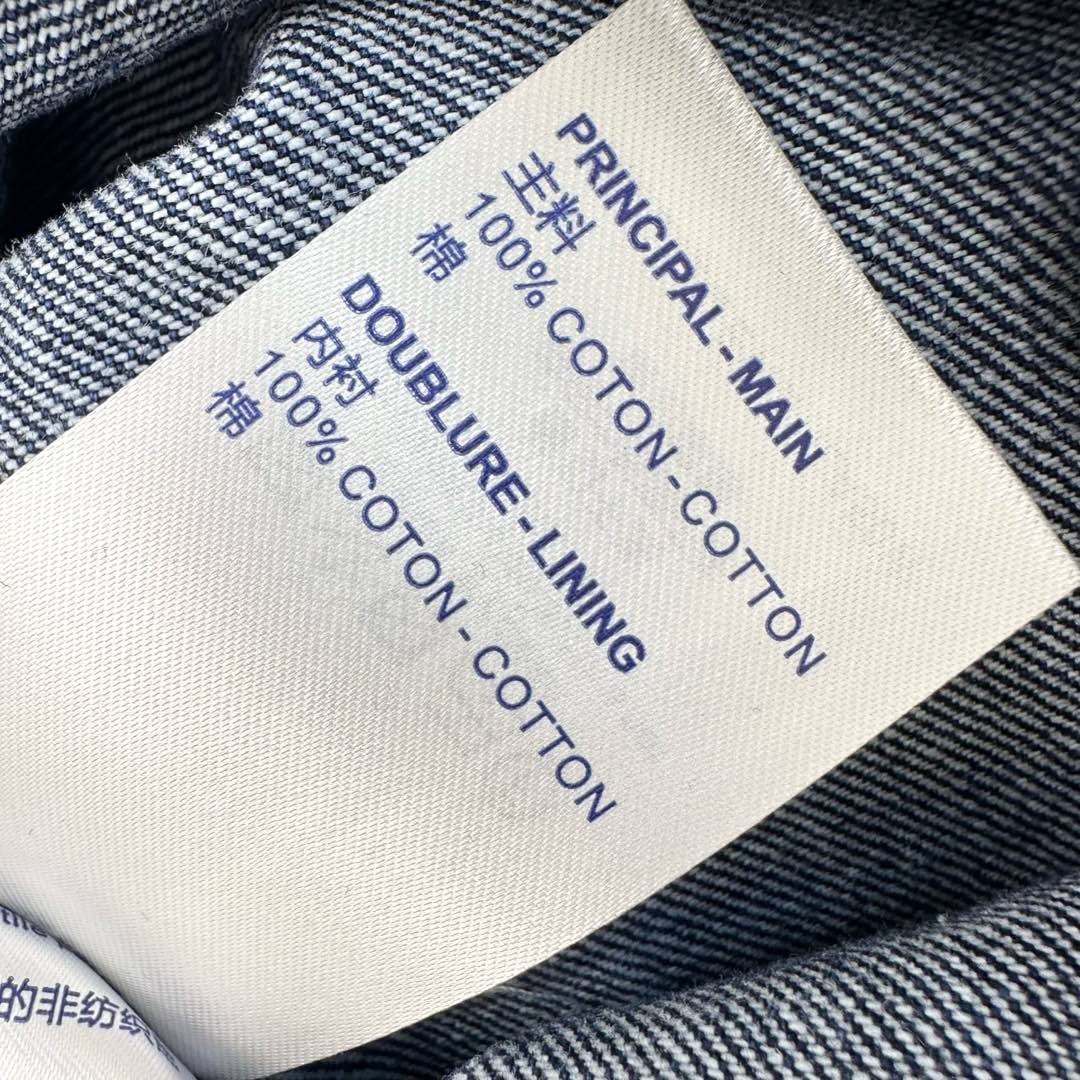 PRINCIPAL - MAIN
主料
100% COTON - COTTON
棉
DOUBLURE - LINING
内衬
100% COTON - COTTON
棉
the
的非纺织